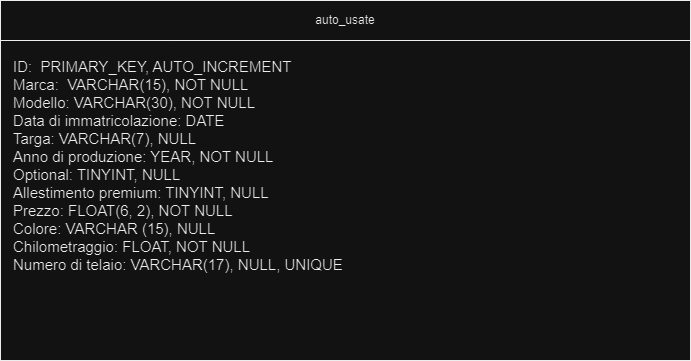 auto_usate
ID:  PRIMARY_KEY, AUTO_INCREMENT
Marca:  VARCHAR(15), NOT NULL
Modello: VARCHAR(30), NOT NULL
Data di immatricolazione: DATE
Targa: VARCHAR(7), NULL
Anno di produzione: YEAR, NOT NULL
Optional: TINYINT, NULL
Allestimento premium: TINYINT, NULL
Prezzo: FLOAT(6, 2), NOT NULL
Colore: VARCHAR (15), NULL
Chilometraggio: FLOAT, NOT NULL
Numero di telaio: VARCHAR(17), NULL, UNIQUE